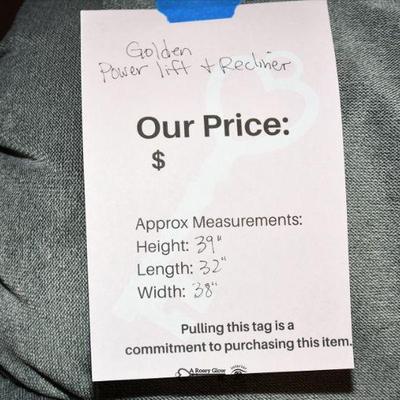 Golden
Power lift + Recliner
Our Price:
$
Approx Measurements:
Height: 39"
Length: 32"
Width: 38"
Pulling this tag is a
commitment to purchasing this item.
A Rosey Glow